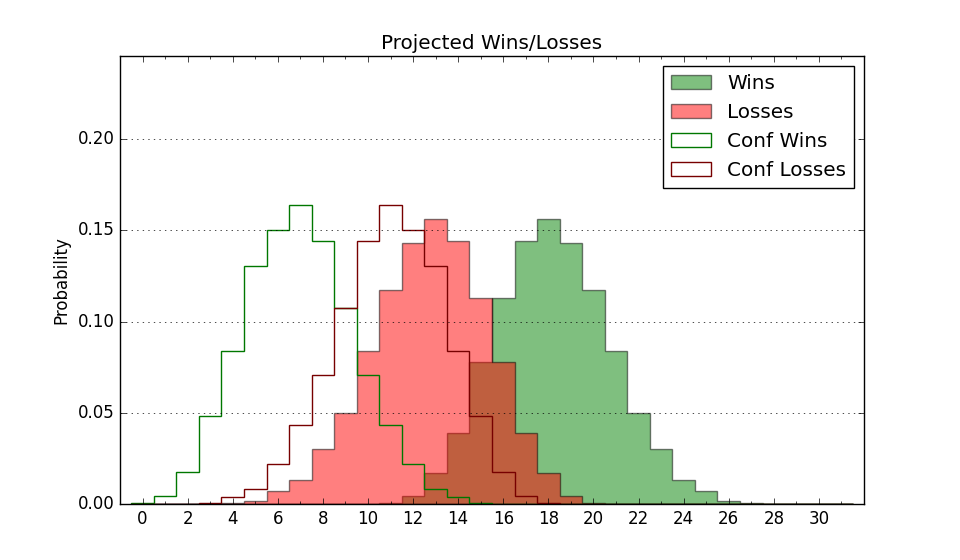 Projected Wins/Losses
Wins
Losses
Conf Wins
Conf Losses
Probability
0.20
0.15
0.10
0.05
0.00
0 2 4 6 8 10 12 14 16 18 20 22 24 26 28 30